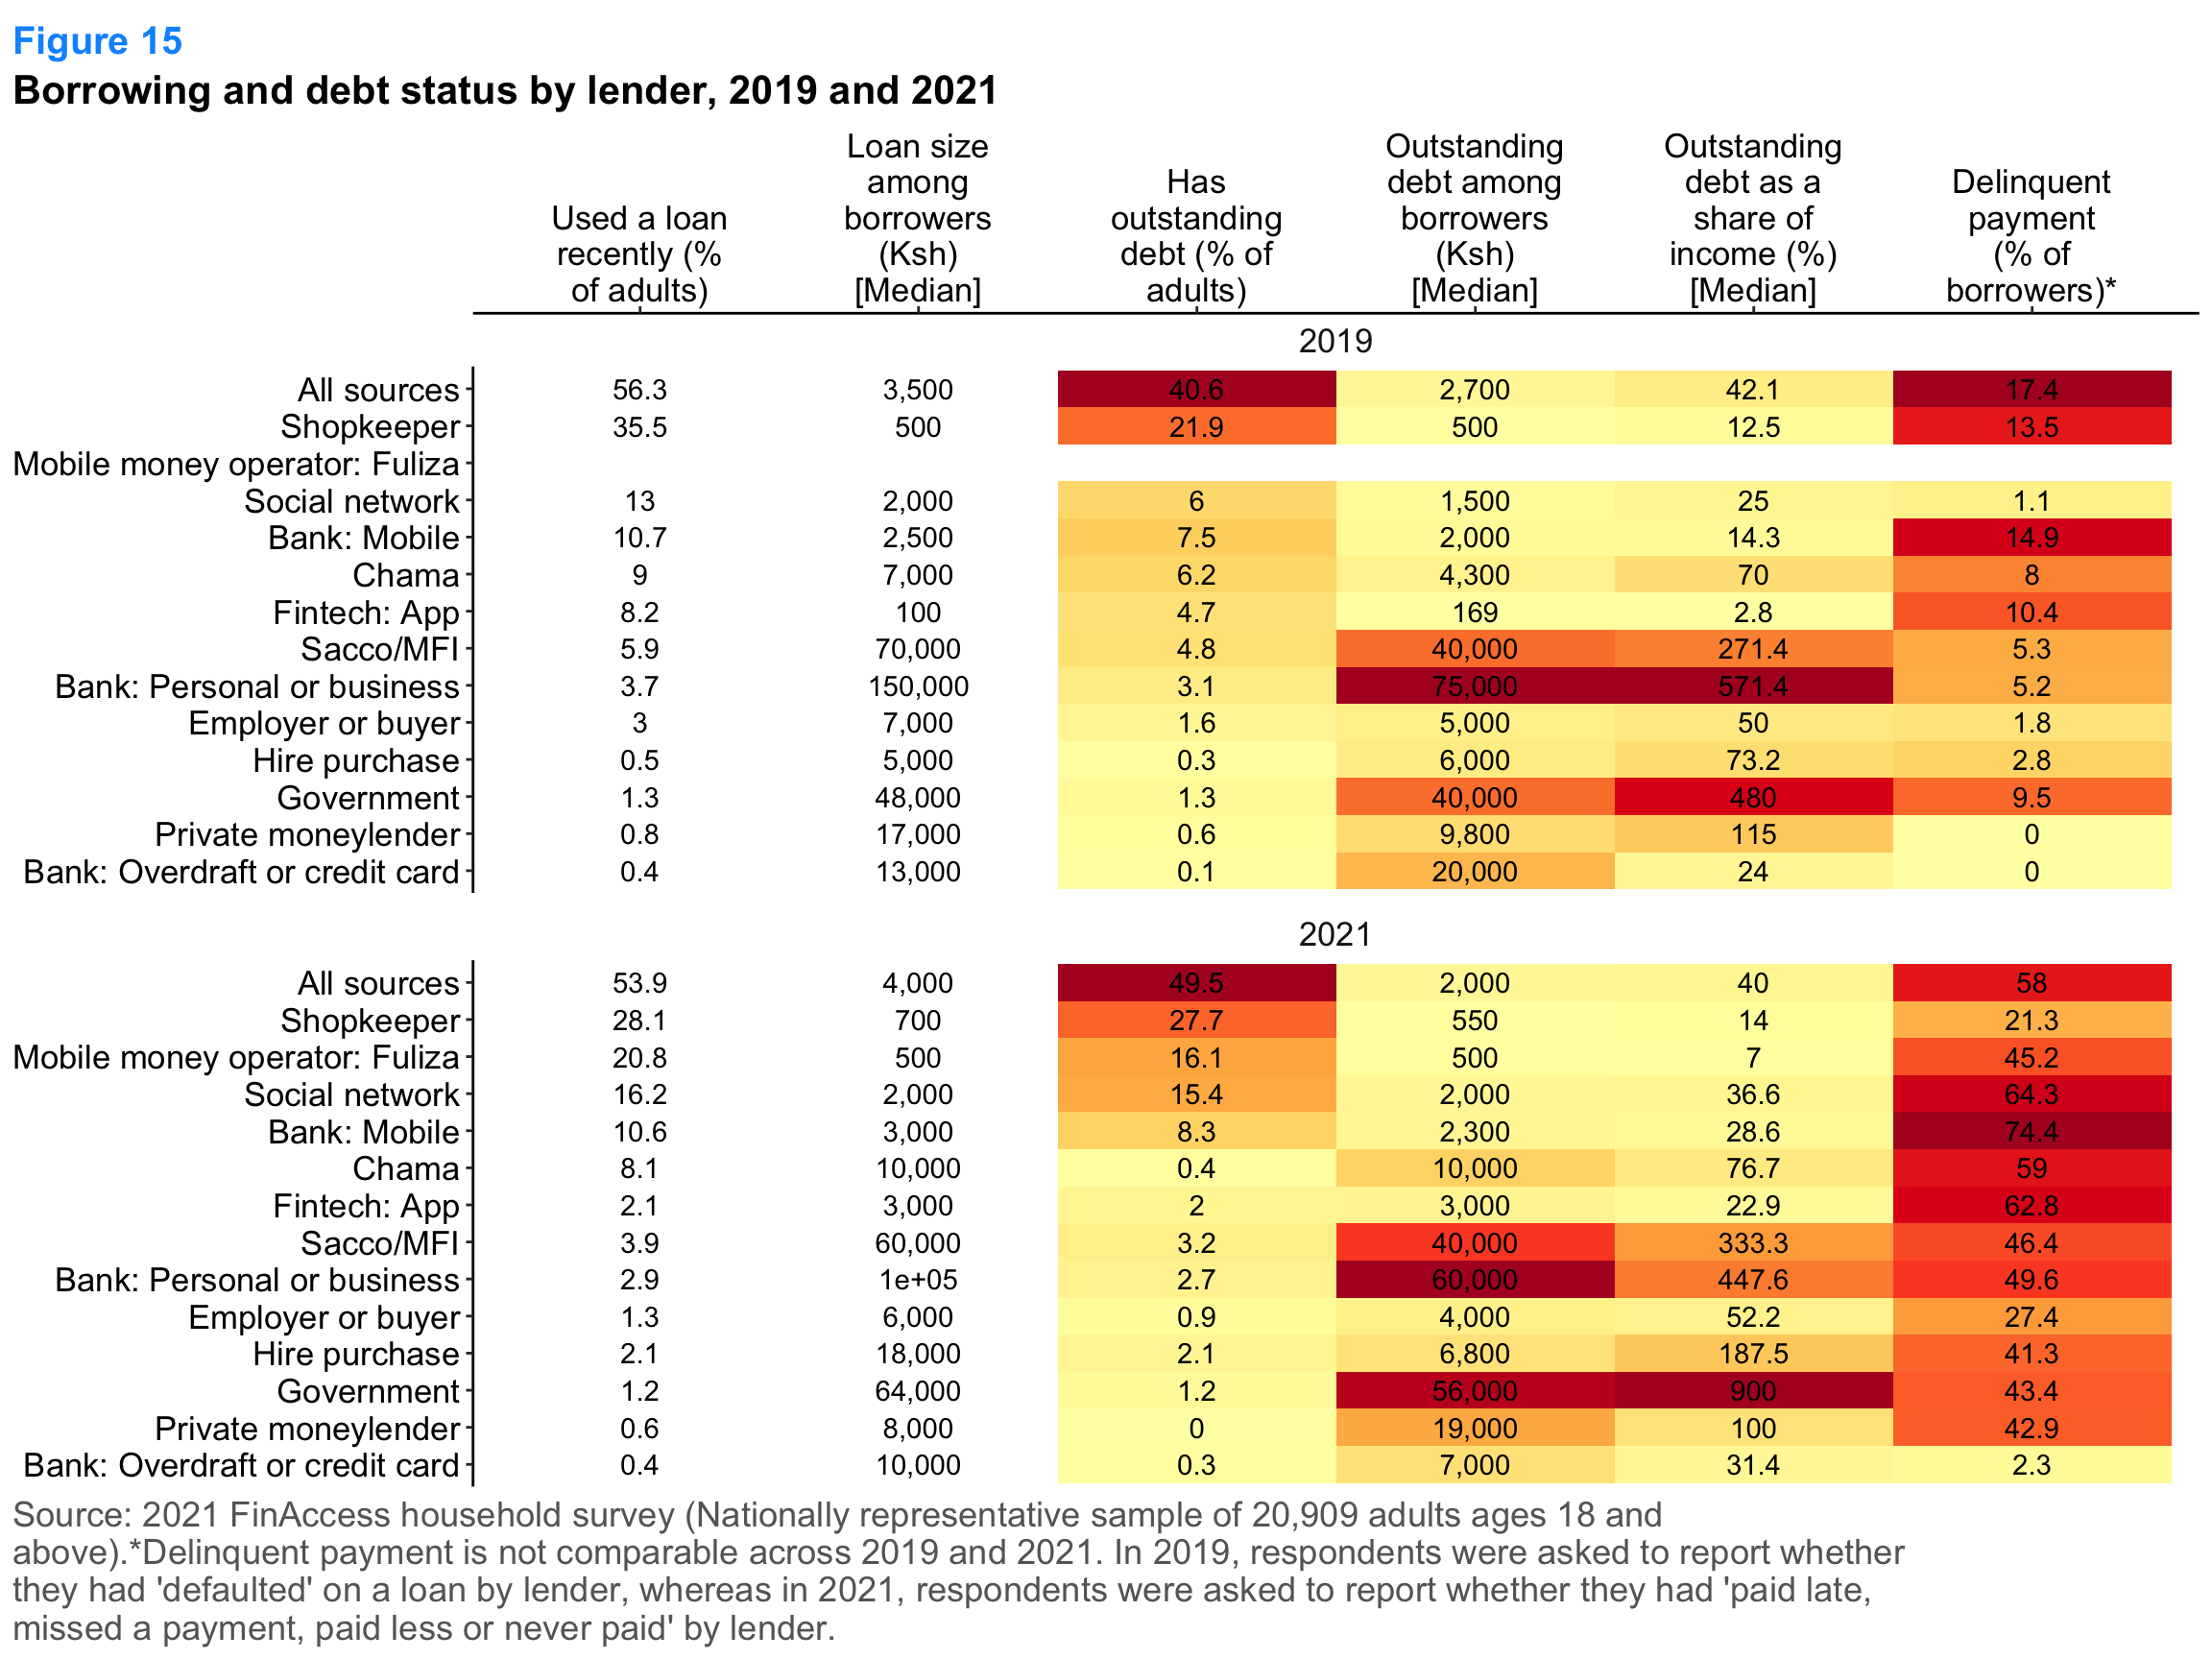 Figure 15
Borrowing and debt status by lender, 2019 and 2021
Used a loan recently (% of adults)
Loan size among borrowers (Ksh) [Median]
Has outstanding debt (% of adults)
Outstanding debt among borrowers (Ksh) [Median]
Outstanding debt as a share of income (%) [Median]
Delinquent payment (% of borrowers)*
2019
All sources 56.3 3,500 40.6 2,700 42.1 17.4
Shopkeeper 35.5 500 21.9 500 12.5 13.5
Mobile money operator: Fuliza
Social network 13 2,000 6 1,500 25 1.1
Bank: Mobile 10.7 2,500 7.5 2,000 14.3 14.9
Chama 9 7,000 6.2 4,300 70 8
Fintech: App 8.2 100 4.7 169 2.8 10.4
Sacco/MFI 5.9 70,000 4.8 40,000 271.4 5.3
Bank: Personal or business 3.7 150,000 3.1 75,000 571.4 5.2
Employer or buyer 3 7,000 1.6 5,000 50 1.8
Hire purchase 0.5 5,000 0.3 6,000 73.2 2.8
Government 1.3 48,000 1.3 40,000 480 9.5
Private moneylender 0.8 17,000 0.6 9,800 115 0
Bank: Overdraft or credit card 0.4 13,000 0.1 20,000 24 0
2021
All sources 53.9 4,000 49.5 2,000 40 58
Shopkeeper 28.1 700 27.7 550 14 21.3
Mobile money operator: Fuliza 20.8 500 16.1 500 7 45.2
Social network 16.2 2,000 15.4 2,000 36.6 64.3
Bank: Mobile 10.6 3,000 8.3 2,300 28.6 74.4
Chama 8.1 10,000 0.4 10,000 76.7 59
Fintech: App 2.1 3,000 2 3,000 22.9 62.8
Sacco/MFI 3.9 60,000 3.2 40,000 333.3 46.4
Bank: Personal or business 2.9 1e+05 2.7 60,000 447.6 49.6
Employer or buyer 1.3 6,000 0.9 4,000 52.2 27.4
Hire purchase 2.1 18,000 2.1 6,800 187.5 41.3
Government 1.2 64,000 1.2 56,000 900 43.4
Private moneylender 0.6 8,000 0 19,000 100 42.9
Bank: Overdraft or credit card 0.4 10,000 0.3 7,000 31.4 2.3
Source: 2021 FinAccess household survey (Nationally representative sample of 20,909 adults ages 18 and
above).*Delinquent payment is not comparable across 2019 and 2021. In 2019, respondents were asked to report whether
they had 'defaulted' on a loan by lender, whereas in 2021, respondents were asked to report whether they had 'paid late,
missed a payment, paid less or never paid' by lender.